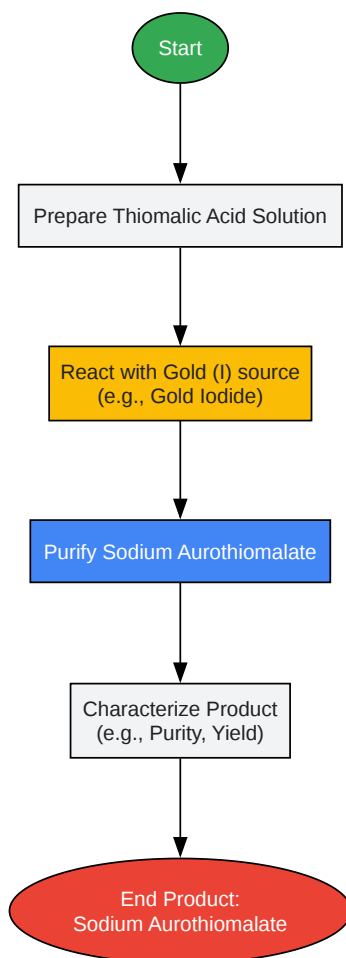 Start
Prepare Thiomalic Acid Solution
React with Gold (I) source
(e.g., Gold Iodide)
Purify Sodium Aurothiomalate
Characterize Product
(e.g., Purity, Yield)
End Product:
Sodium Aurothiomalate